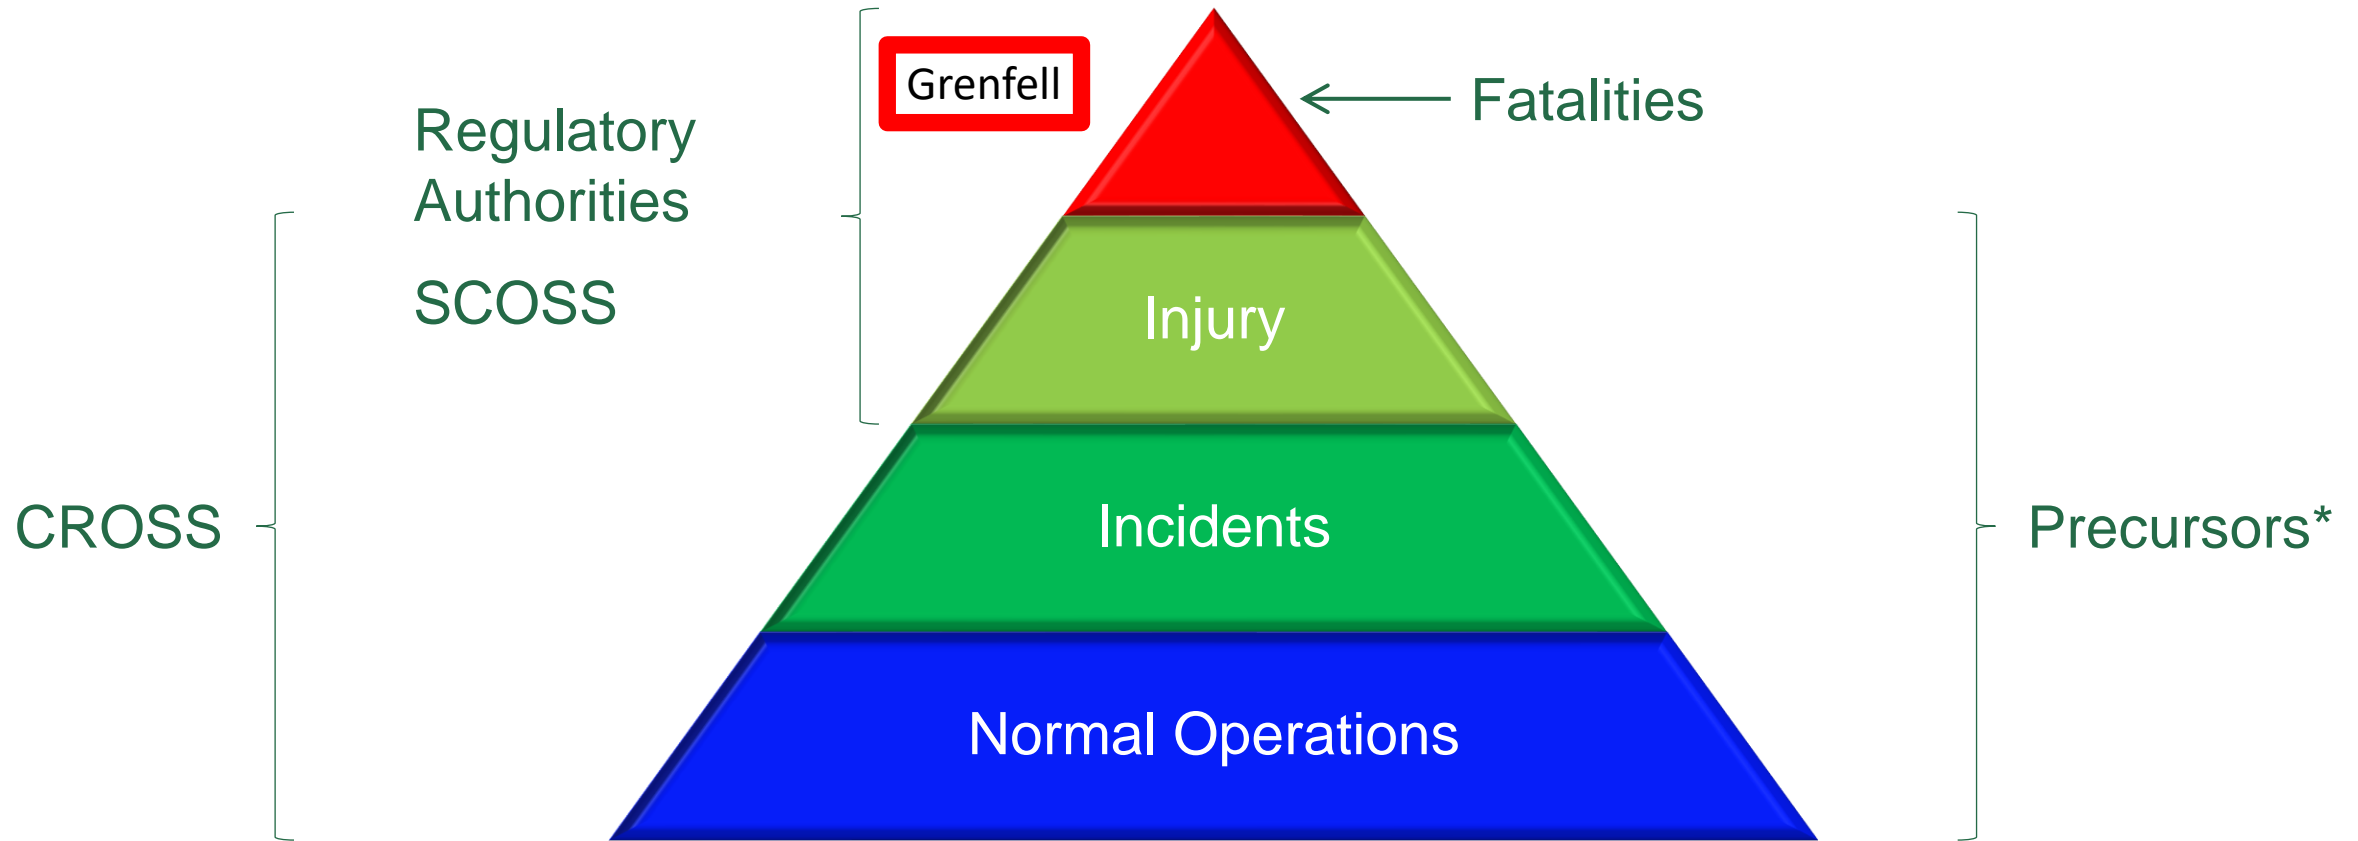 Grenfell
Fatalities
Regulatory
Authorities
SCOSS
Injury
CROSS
Incidents
Precursors*
Normal Operations